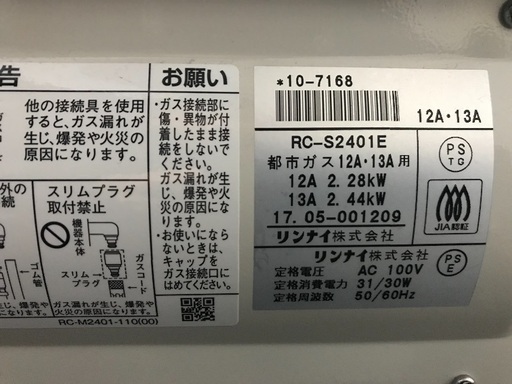 告
他の接続具を使用
すると、ガス漏れが
生じ、爆発や火災の
原因になります。
外の
続
スリムプラグ
取付禁止
機器本体
スリム
プラグ
ガスコード
ゴム管
爆発や
ます。
ガス漏れが生じ、爆発や
火災の原因になります。
RC-M2401-110(00)
お願い
・ガス接続部に
傷・異物が付
着したまま接
続をしないで
ください。
ガス漏れが生
じ、爆発や火
災の原因にな
ります。
・お使いになら
ないときは、
キャップを
ガス接続口に
はめてください。
*10-7168
12A・13A
RC-S2401E
都市ガス 12A・13A 用
12A 2.28kW
13A 2.44kW
17.05-001209
リンナイ株式会社
PS
TG
JIA認証
リンナイ株式会社
定格電圧 AC 100V
定格消費電力 31/30W
定格周波数 50/60Hz
PS
E